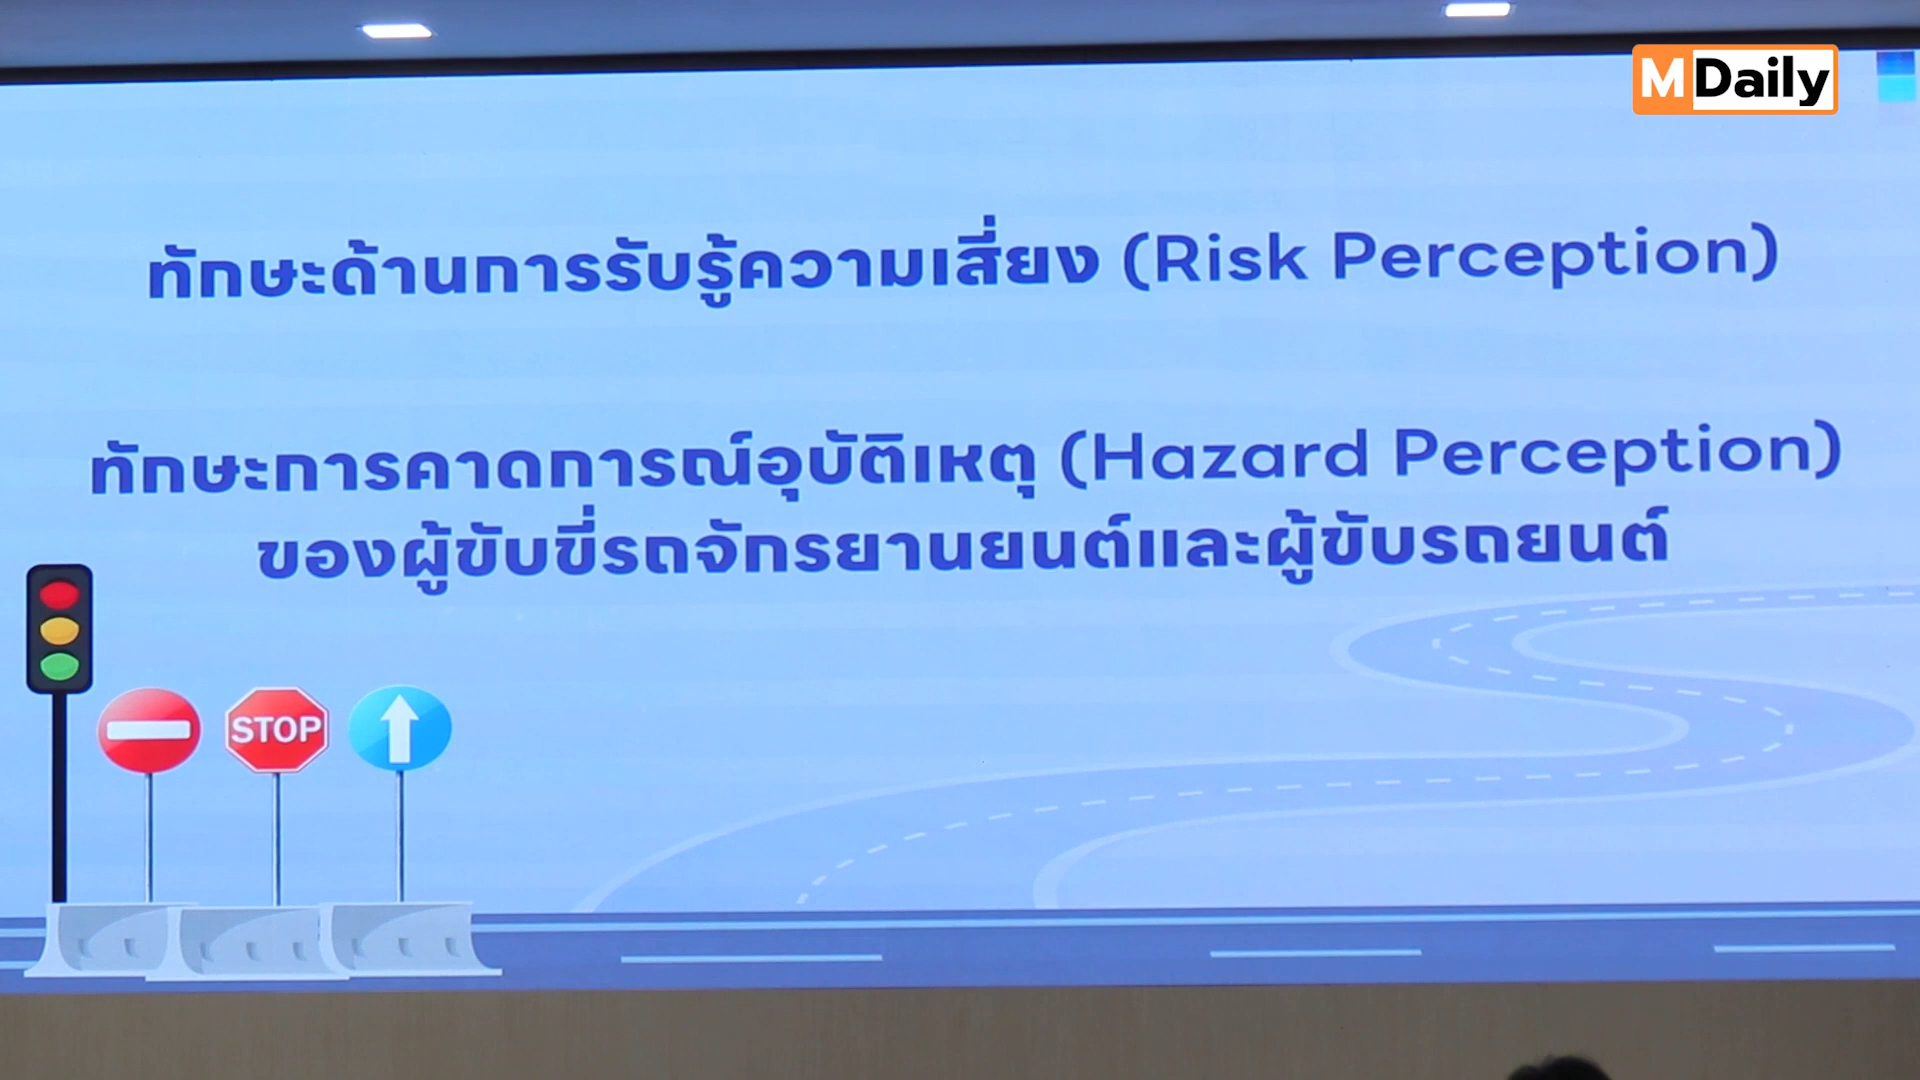 MDaily
ทักษะด้านการรับรู้ความเสี่ยง (Risk Perception)
ทักษะการคาดการณ์อุบัติเหตุ (Hazard Perception)
ของผู้ขับขี่รถจักรยานยนต์และผู้ขับรถยนต์
STOP